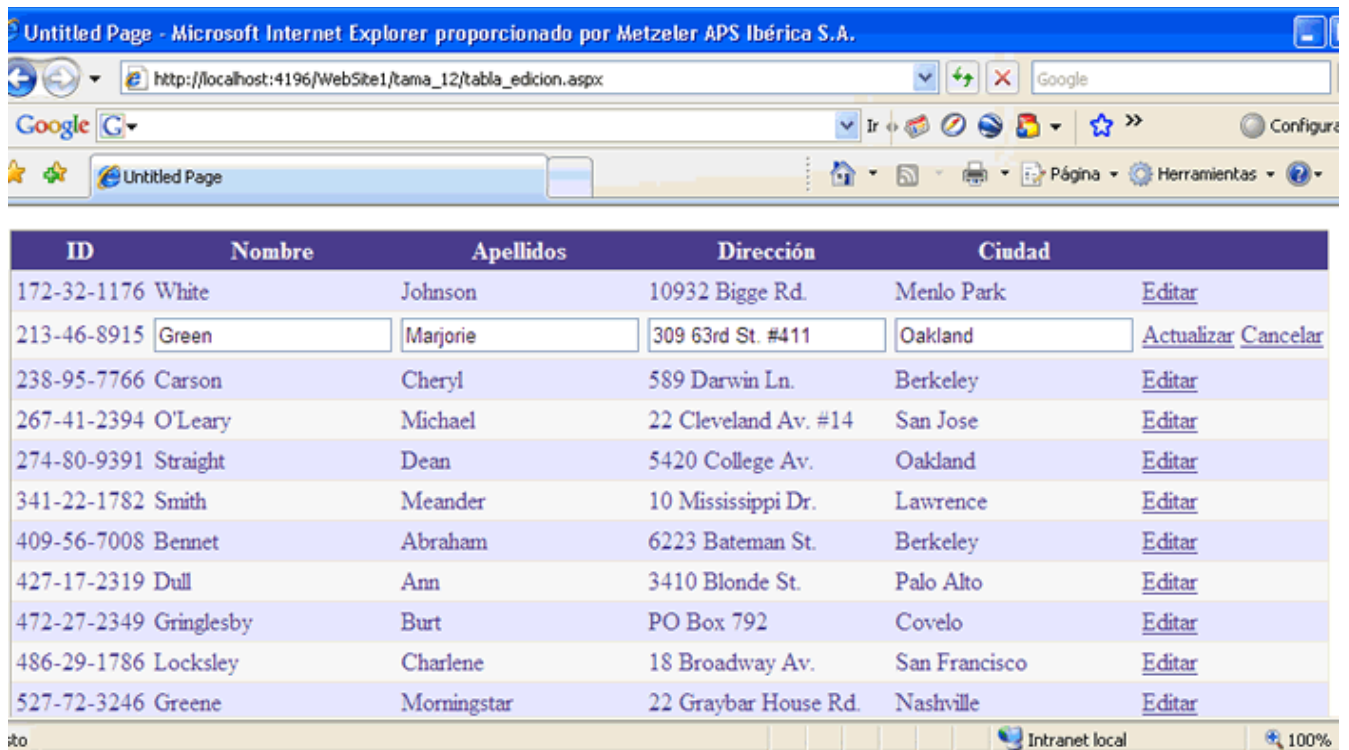 Untitled Page - Microsoft Internet Explorer proporcionado por Metzeler APS Ibérica S.A.
http://localhost:4196/WebSite1/tama_12/tabla_edicion.aspx Google
Google G Ir » Configura
Untitled Page Página Herramientas
ID Nombre Apellidos Dirección Ciudad
172-32-1176 White Johnson 10932 Bigge Rd. Menlo Park Editar
213-46-8915 Green Marjorie 309 63rd St. #411 Oakland Actualizar Cancelar
238-95-7766 Carson Cheryl 589 Darwin Ln. Berkeley Editar
267-41-2394 O'Leary Michael 22 Cleveland Av. #14 San Jose Editar
274-80-9391 Straight Dean 5420 College Av. Oakland Editar
341-22-1782 Smith Meander 10 Mississippi Dr. Lawrence Editar
409-56-7008 Bennet Abraham 6223 Bateman St. Berkeley Editar
427-17-2319 Dull Ann 3410 Blonde St. Palo Alto Editar
472-27-2349 Gringlesby Burt PO Box 792 Covelo Editar
486-29-1786 Locksley Charlene 18 Broadway Av. San Francisco Editar
527-72-3246 Greene Morningstar 22 Graybar House Rd. Nashville Editar
sto Intranet local 100%